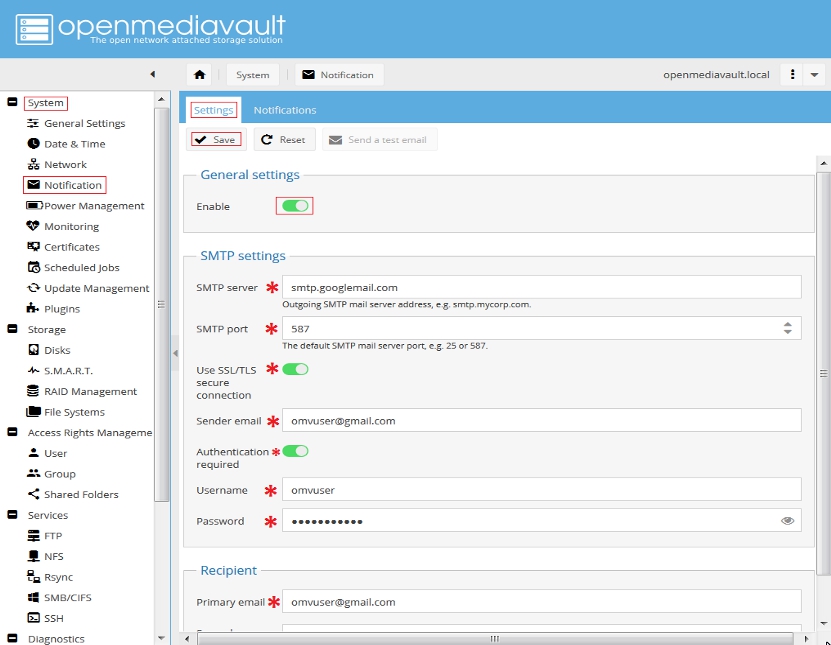 openmediavault
The open network attached storage solution
System
Notification
openmediavault.local
System
General Settings
Date & Time
Network
Notification
Power Management
Monitoring
Certificates
Scheduled Jobs
Update Management
Plugins
Storage
Disks
S.M.A.R.T.
RAID Management
File Systems
Access Rights Manageme
User
Group
Shared Folders
Services
FTP
NFS
Rsync
SMB/CIFS
SSH
Diagnostics
Settings
Notifications
Save
Reset
Send a test email
General settings
Enable
SMTP settings
SMTP server
smtp.googlemail.com
Outgoing SMTP mail server address, e.g. smtp.mycorp.com.
SMTP port
587
The default SMTP mail server port, e.g. 25 or 587.
Use SSL/TLS
secure
connection
Sender email
omvuser@gmail.com
Authentication
required
Username
omvuser
Password
●●●●●●●●●●●
Recipient
Primary email
omvuser@gmail.com